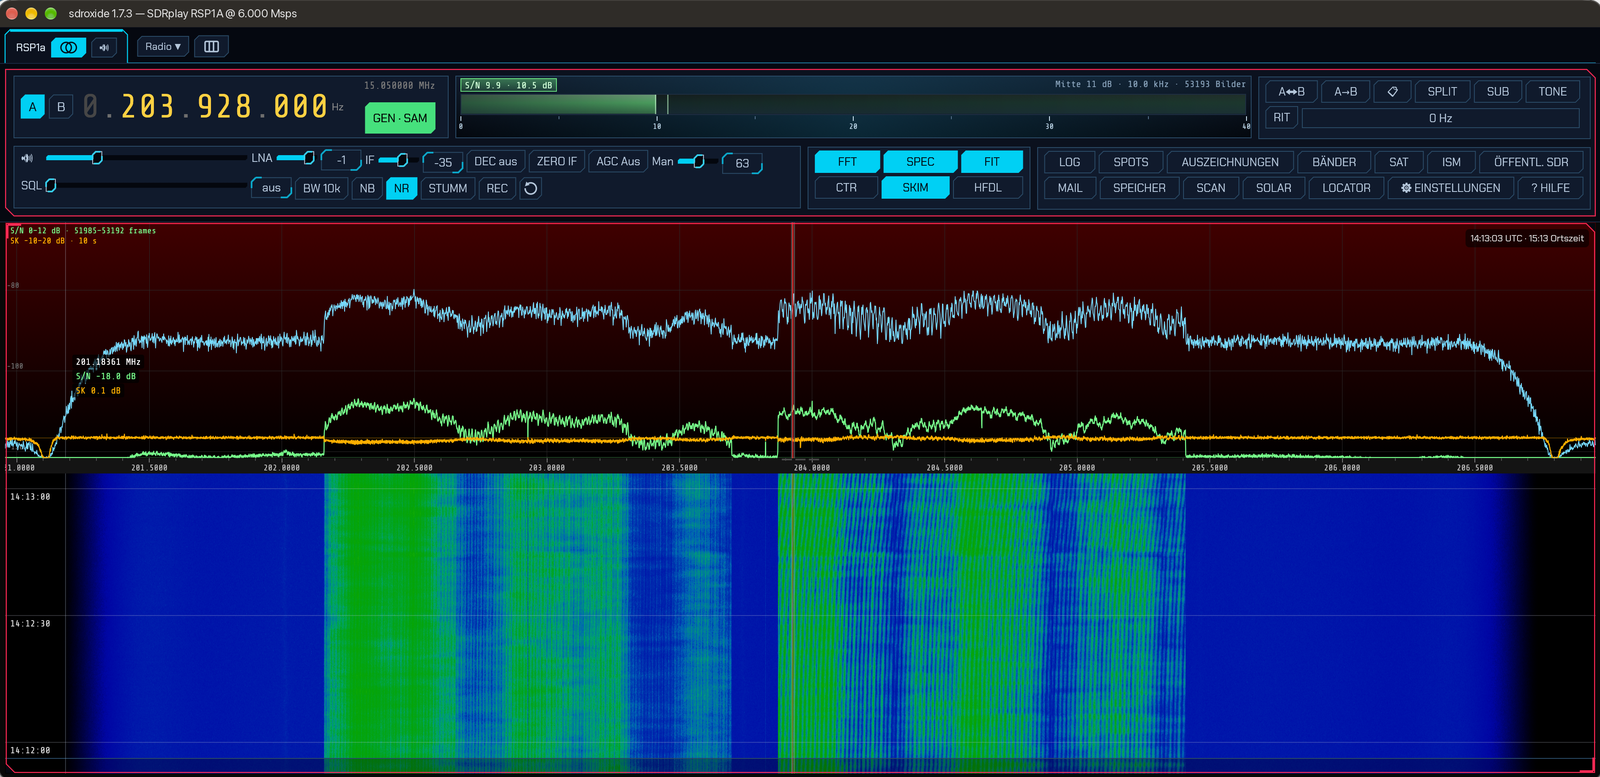 sdroxide 1.7.3 — SDRplay RSP1A @ 6.000 Msps
RSP1a
Radio ▾
15.050000 MHz
A B 0.203.928.000 Hz
GEN · SAM
S/N 9.9 · 10.5 dB
Mitte 11 dB · 10.0 kHz · 53193 Bilder
0 10 20 30 40
A⬌B A→B SPLIT SUB TONE
RIT 0 Hz
LNA -1 IF -35 DEC aus ZERO IF AGC Aus Man 63
SQL aus BW 10k NB NR STUMM REC
FFT SPEC FIT
CTR SKIM HFDL
LOG SPOTS AUSZEICHNUNGEN BÄNDER SAT ISM ÖFFENTL. SDR
MAIL SPEICHER SCAN SOLAR LOCATOR EINSTELLUNGEN ? HILFE
S/N 0-12 dB · 51985-53192 frames
SK -10-20 dB · 10 s
14:13:03 UTC · 15:13 Ortszeit
-80
-100
201.18361 MHz
S/N -18.0 dB
SK 0.1 dB
1.0000 201.5000 202.0000 202.5000 203.0000 203.5000 204.0000 204.5000 205.0000 205.5000 206.0000 206.5000
14:13:00
14:12:30
14:12:00